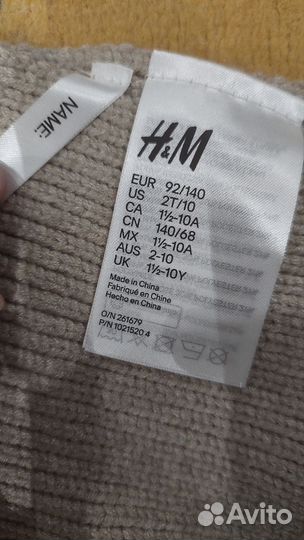 NAME:
H&M
EUR 92/140
US 2T/10
CA 1½-10A
CN 140/68
MX 1½-10A
AUS 2-10
UK 1½-10Y
Made in China
Fabriqué en Chine
Hecho en China
O/N 261679
P/N 1021520 4
Avito